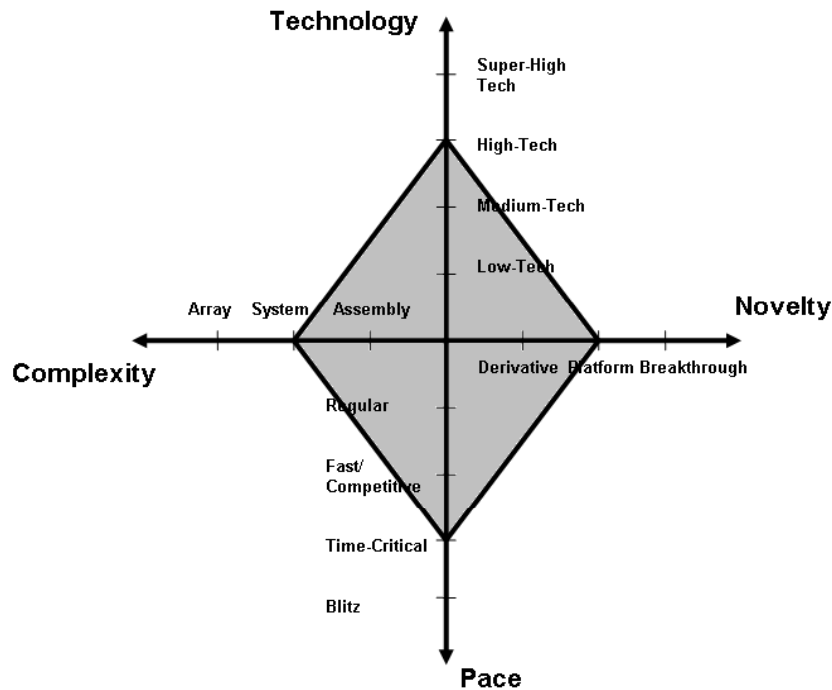 Technology
Super-High
Tech
High-Tech
Medium-Tech
Low-Tech
Array System Assembly
Novelty
Complexity
Derivative Platform Breakthrough
Regular
Fast/
Competitive
Time-Critical
Blitz
Pace